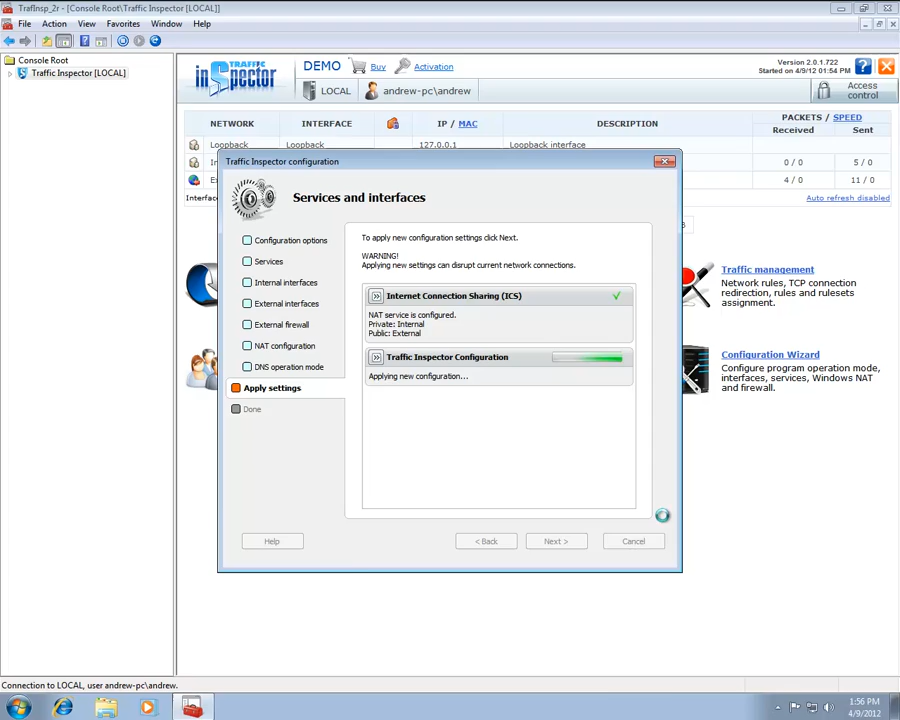 TrafInsp_2r - [Console Root\Traffic Inspector [LOCAL]]
File Action View Favorites Window Help
Console Root
Traffic Inspector [LOCAL]
TRAFFIC
inSpector
DEMO Buy Activation
Version 2.0.1.722
Started on 4/9/12 01:54 PM
LOCAL andrew-pc\andrew
Access control
NETWORK INTERFACE IP / MAC DESCRIPTION PACKETS / SPEED
Received Sent
Loopback Loopback 127.0.0.1 Loopback interface
0 / 0 5 / 0
4 / 0 11 / 0
Auto refresh disabled
Traffic Inspector configuration
Services and interfaces
Configuration options
Services
Internal interfaces
External interfaces
External firewall
NAT configuration
DNS operation mode
Apply settings
Done
To apply new configuration settings click Next.
WARNING!
Applying new settings can disrupt current network connections.
Internet Connection Sharing (ICS)
NAT service is configured.
Private: Internal
Public: External
Traffic Inspector Configuration
Applying new configuration...
Help < Back Next > Cancel
Traffic management
Network rules, TCP connection
redirection, rules and rulesets
assignment.
Configuration Wizard
Configure program operation mode,
interfaces, services, Windows NAT
and firewall.
Connection to LOCAL, user andrew-pc\andrew.
1:56 PM
4/9/2012